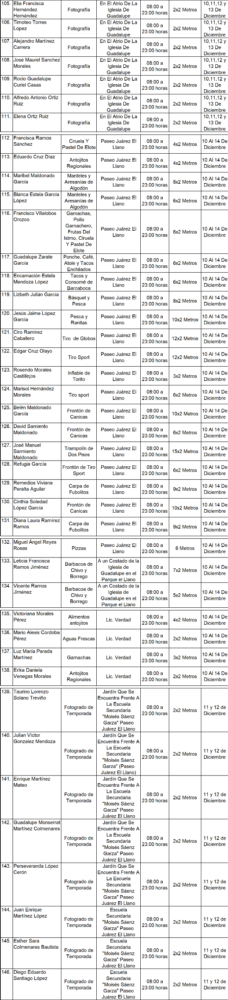 105. Elia Francisca Hernández Hernández | Fotografía | En El Atrio De La Iglesia De Guadalupe | 08:00 a 23:00 horas | 2x2 Metros | 10,11,12 y 13 De Diciembre
106. Timoteo Torres López | Fotografía | En El Atrio De La Iglesia De Guadalupe | 08:00 a 23:00 horas | 2x2 Metros | 10,11,12 y 13 De Diciembre
107. Alejandro Martínez Carrera | Fotografía | En El Atrio De La Iglesia De Guadalupe | 08:00 a 23:00 horas | 2x2 Metros | 10,11,12 y 13 De Diciembre
108. José Maurel Sanchez Morales | Fotografía | En El Atrio De La Iglesia De Guadalupe | 08:00 a 23:00 horas | 2x2 Metros | 10,11,12 y 13 De Diciembre
109. Rocio Guadalupe Curiel Casas | Fotografía | En El Atrio De La Iglesia De Guadalupe | 08:00 a 23:00 horas | 2x2 Metros | 10,11,12 y 13 De Diciembre
110. Alfredo Antonio Ortiz Ruiz | Fotografía | En El Atrio De La Iglesia De Guadalupe | 08:00 a 23:00 horas | 2x2 Metros | 10,11,12 y 13 De Diciembre
111. Elena Ortiz Ruiz | Fotografía | En El Atrio De La Iglesia De Guadalupe | 08:00 a 23:00 horas | 2x2 Metros | 10,11,12 y 13 De Diciembre
112. Francisca Ramos Sánchez | Ciruela Y Pastel De Elote | Paseo Juárez El Llano | 08:00 a 23:00 horas | 4x2 Metros | 10 Al 14 De Diciembre
113. Eduardo Cruz Díaz | Antojitos Regionales | Paseo Juárez El Llano | 08:00 a 23:00 horas | 4x2 Metros | 10 Al 14 De Diciembre
114. Maribel Maldonado García | Manteles y Aresanías de Algodón | Paseo Juárez El Llano | 08:00 a 23:00 horas | 8x2 Metros | 10 Al 14 De Diciembre
115. Blanca Estela García López | Manteles y Aresanías de Algodón | Paseo Juárez El Llano | 08:00 a 23:00 horas | 6x2 Metros | 10 Al 14 De Diciembre
116. Francisco Villalobos Orozco | Garnachas, Pollo Garnachero, Frutas Del Istmo, Ciruela Y Pastel De Elote | Paseo Juárez El Llano | 08:00 a 23:00 horas | 6x2 Metros | 10 Al 14 De Diciembre
117. Guadalupe Zarate García | Ponche, Café, Atole y Tacos Enchilados | Paseo Juárez El Llano | 08:00 a 23:00 horas | 6x2 Metros | 10 Al 14 De Diciembre
118. Encarnación Estela Mendoza López | Tacos y Consomé de Barcaboca | Paseo Juárez El Llano | 08:00 a 23:00 horas | 6x2 Metros | 10 Al 14 De Diciembre
119. Lizbeth Julián García | Básquet y Pesca | Paseo Juárez El Llano | 08:00 a 23:00 horas | 8x2 Metros | 10 Al 14 De Diciembre
120. Jesús Jaime López García | Pesca y Ranitas | Paseo Juárez El Llano | 08:00 a 23:00 horas | 10x2 Metros | 10 Al 14 De Diciembre
121. Ciro Ramírez Caballero | Tiro de Globos | Paseo Juárez El Llano | 08:00 a 23:00 horas | 12x2 Metros | 10 Al 14 De Diciembre
122. Edgar Cruz Olayo | Tiro Sport | Paseo Juárez El Llano | 08:00 a 23:00 horas | 12x2 Metros | 10 Al 14 De Diciembre
123. Rosendo Morales Castillejos | Inflable de Torito | Paseo Juárez El Llano | 08:00 a 23:00 horas | 3x2 Metros | 10 Al 14 De Diciembre
124. Marisol Hernández Morales | Tiro sport | Paseo Juárez El Llano | 08:00 a 23:00 horas | 6x2 Metros | 10 Al 14 De Diciembre
125. Belén Maldonado García | Frontón de Canicas | Paseo Juárez El Llano | 08:00 a 23:00 horas | 10x2 Metros | 10 Al 14 De Diciembre
126. David Samiento Maldonado | Frontón de Canicas | Paseo Juárez El Llano | 08:00 a 23:00 horas | 6x2 Metros | 10 Al 14 De Diciembre
127. José Manuel Sarmiento Maldonado | Trampolín de Dos Pisos | Paseo Juárez El Llano | 08:00 a 23:00 horas | 15x2 Metros | 10 Al 14 De Diciembre
128. Refugia García | Frontón de Tiro Sport | Paseo Juárez El Llano | 08:00 a 23:00 horas | 6x2 Metros | 10 Al 14 De Diciembre
129. Remedios Viviana Peralta Aguilar | Carpa de Fubolitos | Paseo Juárez El Llano | 08:00 a 23:00 horas | 9x2 Metros | 10 Al 14 De Diciembre
130. Cinthia Soledad López García | Frontón de Canicas | Paseo Juárez El Llano | 08:00 a 23:00 horas | 10x2 Metros | 10 Al 14 De Diciembre
131. Diana Laura Ramírez Ramos | Carpa de Fubolitos | Paseo Juárez El Llano | 08:00 a 23:00 horas | 9x2 Metros | 10 Al 14 De Diciembre
132. Miguel Ángel Reyes Rosas | Pizzas | Paseo Juárez El Llano | 08:00 a 23:00 horas | 6 Metros | 10 Al 14 De Diciembre
133. Leticia Francisca Ramos Jiménez | Barbacoa de Chivo y Borrego | A un Costado de la Iglesia de Guadalupe en el Parque el Llano | 08:00 a 23:00 horas | 7x2 Metros | 10 Al 14 De Diciembre
134. Vicente Ramos Jiménez | Barbacoa de Chivo y Borrego | A un Costado de la Iglesia de Guadalupe en el Parque el Llano | 08:00 a 23:00 horas | 5x2 Metros | 10 Al 14 De Diciembre
135. Victoriana Morales Pérez | Alimentos antojitos | Lic. Verdad | 08:00 a 23:00 horas | 4x2 Metros | 10 Al 14 De Diciembre
136. Mario Alexis Cordoba Pérez | Aguas Frescas | Lic. Verdad | 08:00 a 23:00 horas | 2x2 Metros | 10 Al 14 De Diciembre
137. Luz María Parada Martínez | Garnachas | Lic. Verdad | 08:00 a 23:00 horas | 3x2 Metros | 10 Al 14 De Diciembre
138. Erika Daniela Venegas Morales | Antojitos Regionales | Lic. Verdad | 08:00 a 23:00 horas | 2x2 Metros | 10 Al 14 De Diciembre
139. Taurino Lorenzo Solano Treviño | Fotogrado de Temporada | Jardín Que Se Encuentra Frente A La Escuela Secundaria "Moisés Sáenz Garza" Paseo Juárez El Llano | 08:00 a 23:00 horas | 2x2 Metros | 11 y 12 de Diciembre
140. Julian Víctor Gonzalez Mendoza | Fotogrado de Temporada | Jardín Que Se Encuentra Frente A La Escuela Secundaria "Moisés Sáenz Garza" (Paseo Juárez El Llano) | 08:00 a 23:00 horas | 2x2 Metros | 11 y 12 de Diciembre
141. Enrique Martínez Mateo | Fotogrado de Temporada | Jardín Que Se Encuentra Frente A La Escuela Secundaria "Moisés Sáenz Garza" Paseo Juárez El Llano | 08:00 a 23:00 horas | 2x2 Metros | 11 y 12 de Diciembre
142. Guadalupe Monserrat Martínez Colmenares | Fotogrado de Temporada | Jardín Que Se Encuentra Frente A La Escuela Secundaria "Moisés Sáenz Garza" Paseo Juárez El Llano | 08:00 a 23:00 horas | 2x2 Metros | 11 y 12 de Diciembre
143. Perseveranda López Cerón | Fotogrado de Temporada | Jardín Que Se Encuentra Frente A La Escuela Secundaria "Moisés Sáenz Garza" Paseo Juárez El Llano | 08:00 a 23:00 horas | 2x2 Metros | 11 y 12 de Diciembre
144. Juan Enrique Martínez López | Fotogrado de Temporada | Escuela Secundaria "Moisés Sáenz Garza" Paseo Juárez El Llano | 08:00 a 23:00 horas | 2x2 Metros | 11 y 12 de Diciembre
145. Esther Sara Colmenares Bautista | Fotogrado de Temporada | Escuela Secundaria "Moisés Sáenz Garza" Paseo Juárez El Llano | 08:00 a 23:00 horas | 2x2 Metros | 11 y 12 de Diciembre
146. Diego Eduardo Santiago López | Fotogrado de Temporada | Escuela Secundaria "Moisés Sáenz Garza" Paseo Juárez El Llano | 08:00 a 23:00 horas | 2x2 Metros | 11 y 12 de Diciembre